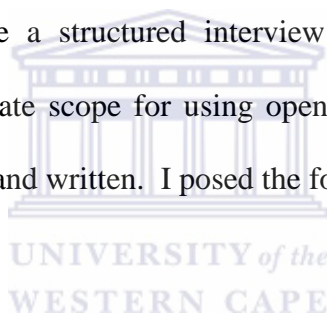 e a structured interview
ate scope for using open
and written. I posed the fo
UNIVERSITY of the
WESTERN CAPE